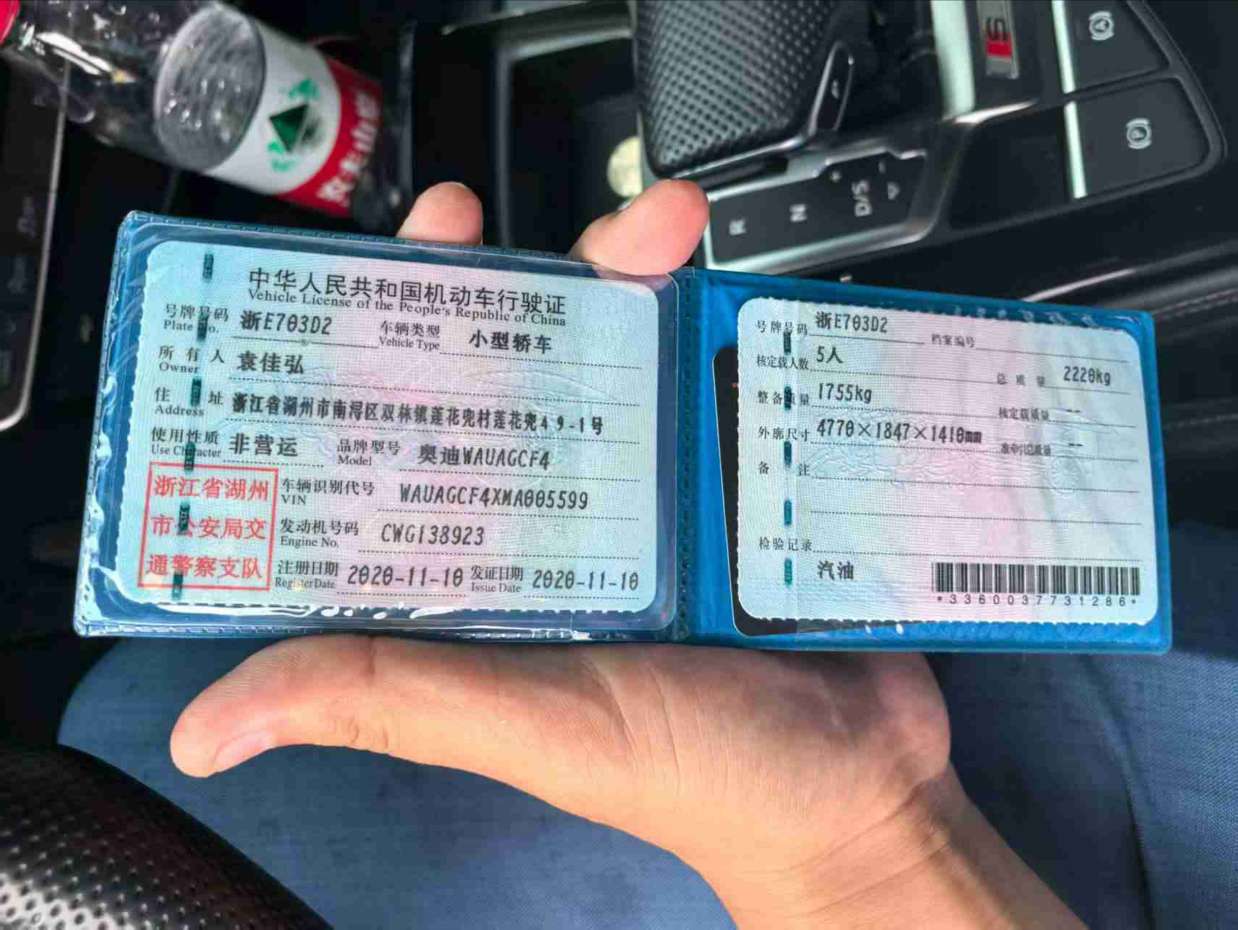 中华人民共和国机动车行驶证
Vehicle License of the People's Republic of China
号牌号码 浙E703D2 车辆类型 小型轿车
Plate No. Vehicle Type
所有人 袁佳弘
Owner
住址 浙江省湖州市南浔区双林镇莲花兜村莲花兜49-1号
Address
使用性质 非营运 品牌型号 奥迪WAUAGCF4
Use Character Model
浙江省湖州
市公安局交
通警察支队
车辆识别代号 WAUAGCF4XMA005599
VIN
发动机号码 CWG138923
Engine No.
注册日期 2020-11-10 发证日期 2020-11-10
Register Date Issue Date
号牌号码 浙E703D2 档案编号
核定载人数 5人 总质量 2220kg
整备质量 1755kg 核定载质量 --
外廓尺寸 4770×1847×1410mm 准牵引总质量 --
备注
检验记录
汽油
*3360037731286*
R
N
D/S
S
P
A